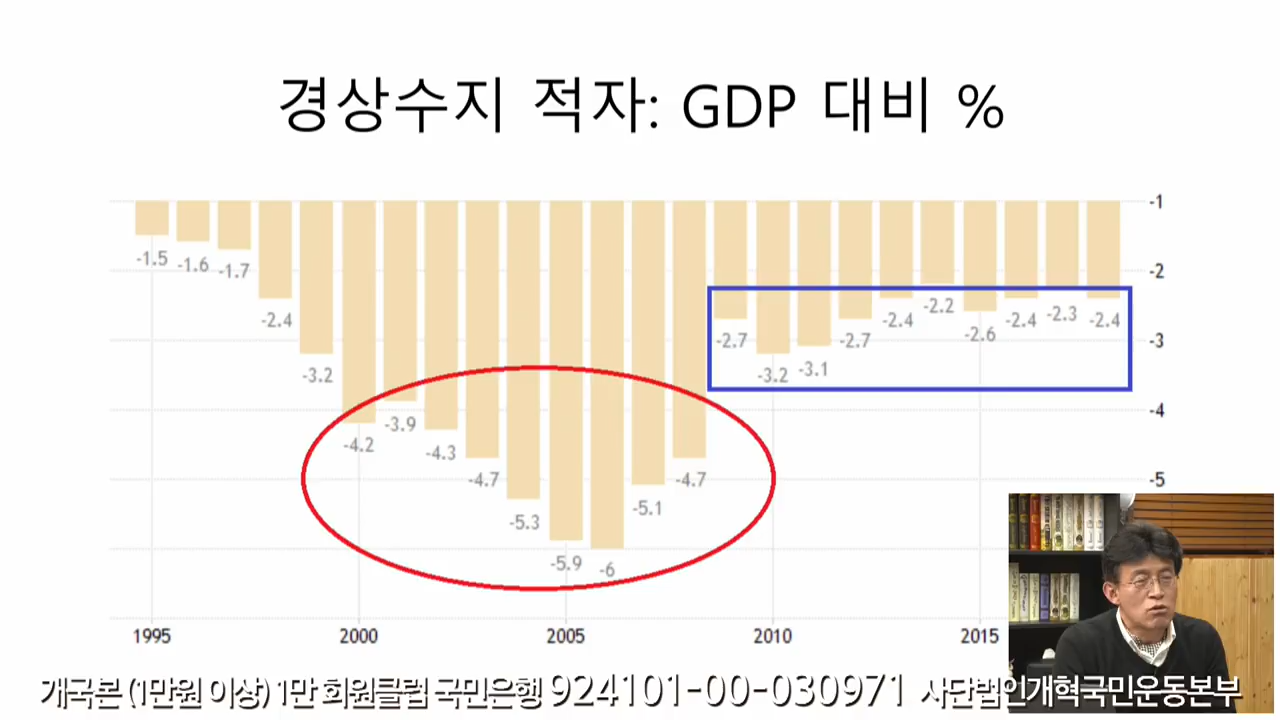 경상수지 적자: GDP 대비 %
-1
-1.5 -1.6 -1.7 -2.4 -3.2 -4.2 -3.9 -4.3 -4.7 -5.3 -5.9 -6 -5.1 -4.7 -2.7 -3.2 -3.1 -2.7 -2.4 -2.2 -2.6 -2.4 -2.3 -2.4
-2
-3
-4
-5
1995 2000 2005 2010 2015
개국본 (1만원 이상) 1만 회원클럽 국민은행 924101-00-030971 사단법인개혁국민운동본부